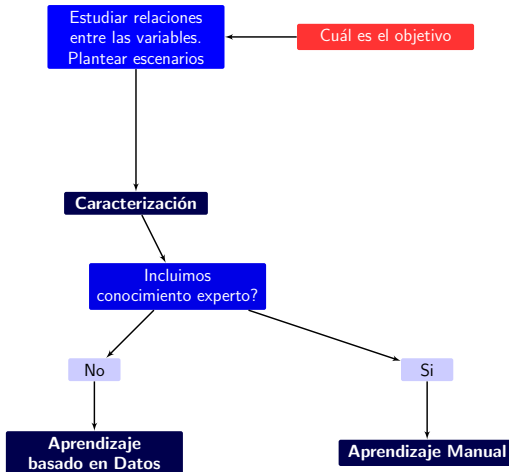 Estudiar relaciones
entre las variables.
Plantear escenarios
Cuál es el objetivo
Caracterización
Incluimos
conocimiento experto?
No
Si
Aprendizaje
basado en Datos
Aprendizaje Manual